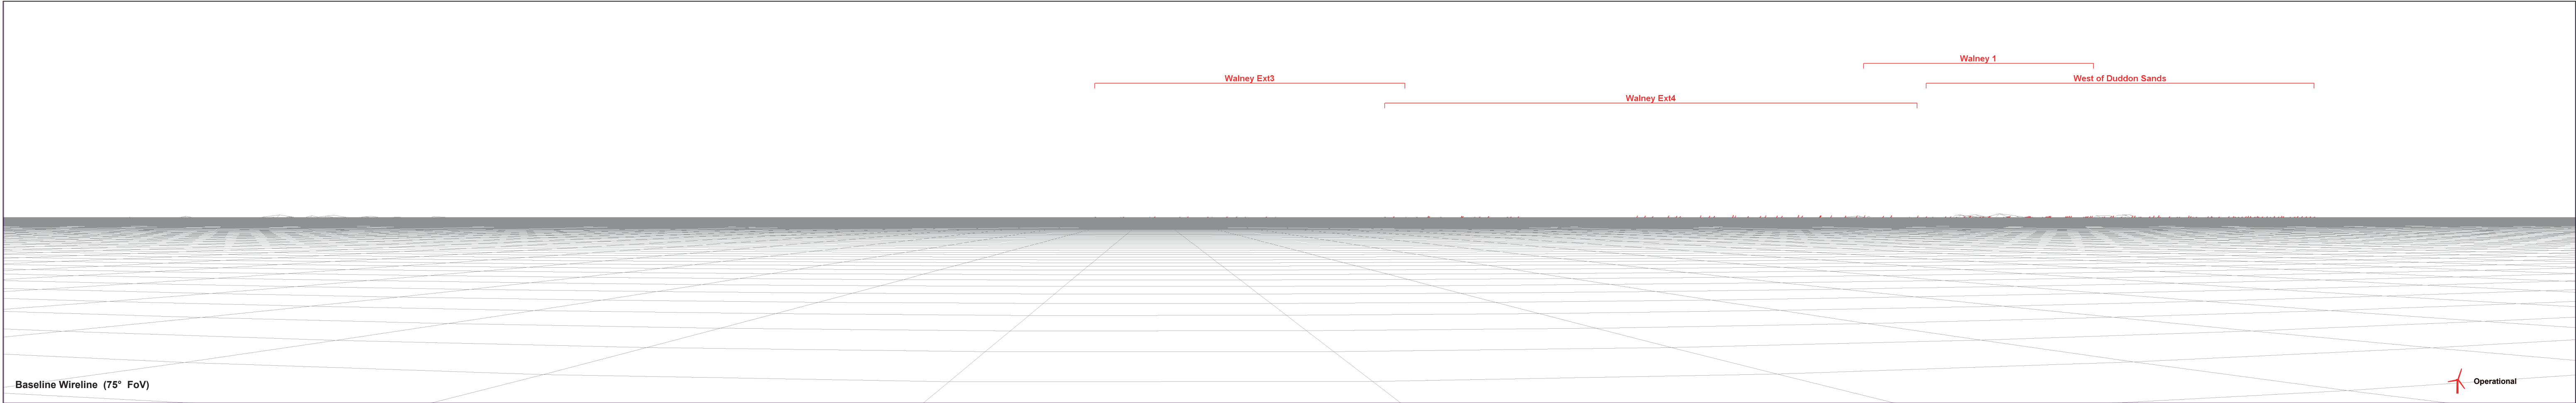 Walney 1
Walney Ext3
West of Duddon Sands
Walney Ext4
Baseline Wireline (75° FoV)
Operational